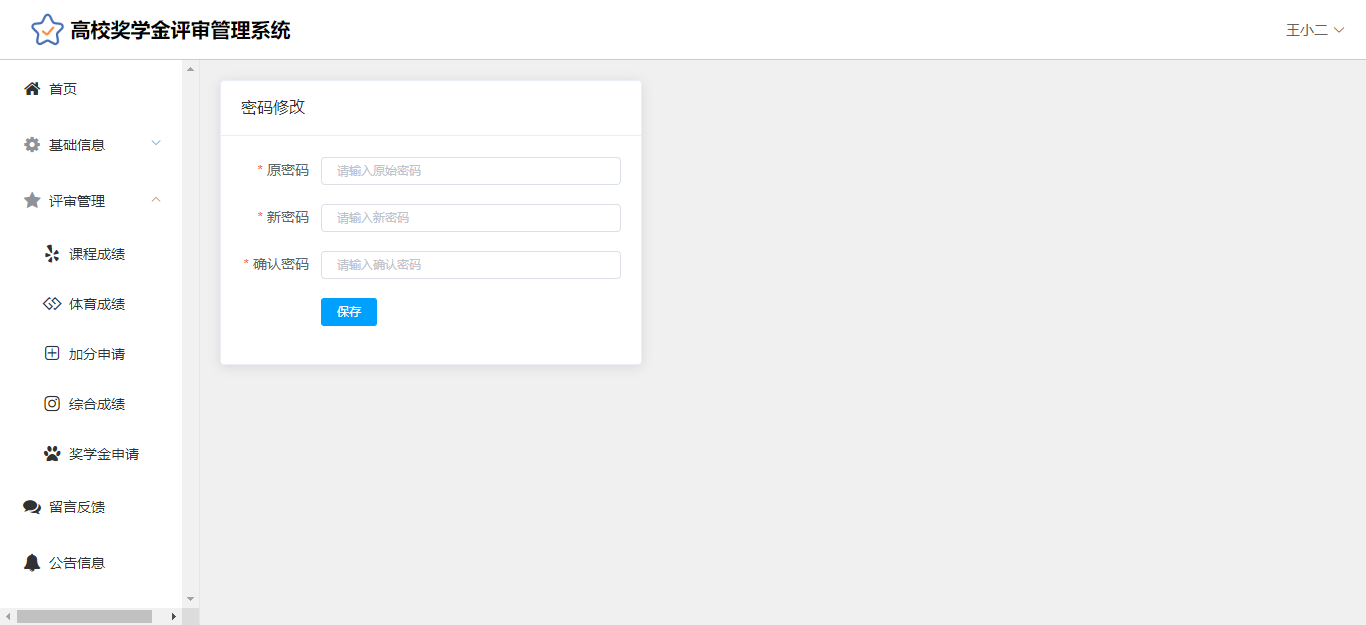 高校奖学金评审管理系统
王小二
首页
基础信息
评审管理
课程成绩
体育成绩
加分申请
综合成绩
奖学金申请
留言反馈
公告信息
密码修改
* 原密码 请输入原始密码
* 新密码 请输入新密码
* 确认密码 请输入确认密码
保存